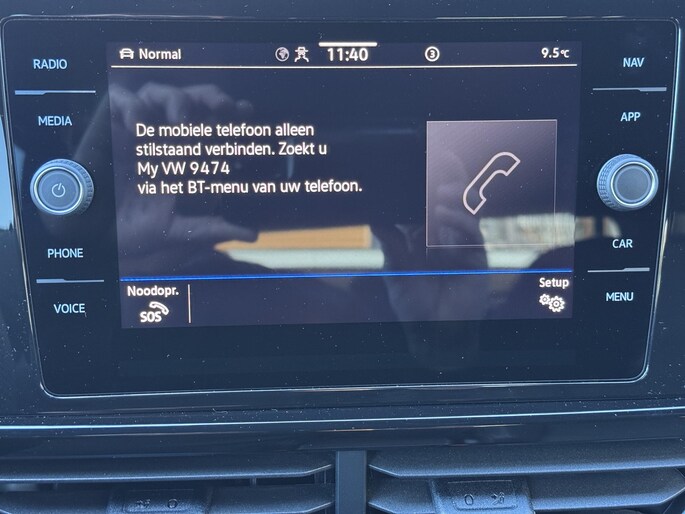 RADIO
MEDIA
PHONE
VOICE
Normal
11:40
3
9.5°C
De mobiele telefoon alleen
stilstaand verbinden. Zoekt u
My VW 9474
via het BT-menu van uw telefoon.
Noodopr.
SOS
Setup
NAV
APP
CAR
MENU